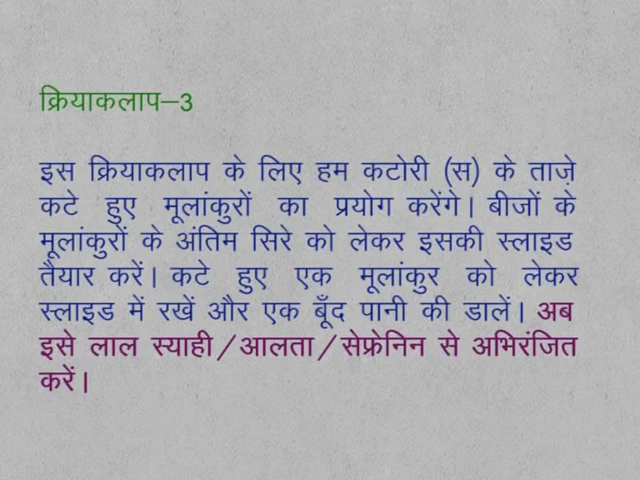 क्रियाकलाप–3
इस क्रियाकलाप के लिए हम कटोरी (स) के ताज़े
कटे हुए मूलांकुरों का प्रयोग करेंगे। बीजों के
मूलांकुरों के अंतिम सिरे को लेकर इसकी स्लाइड
तैयार करें। कटे हुए एक मूलांकुर को लेकर
स्लाइड में रखें और एक बूँद पानी की डालें। अब
इसे लाल स्याही/आलता/सेफ्रेनिन से अभिरंजित
करें।